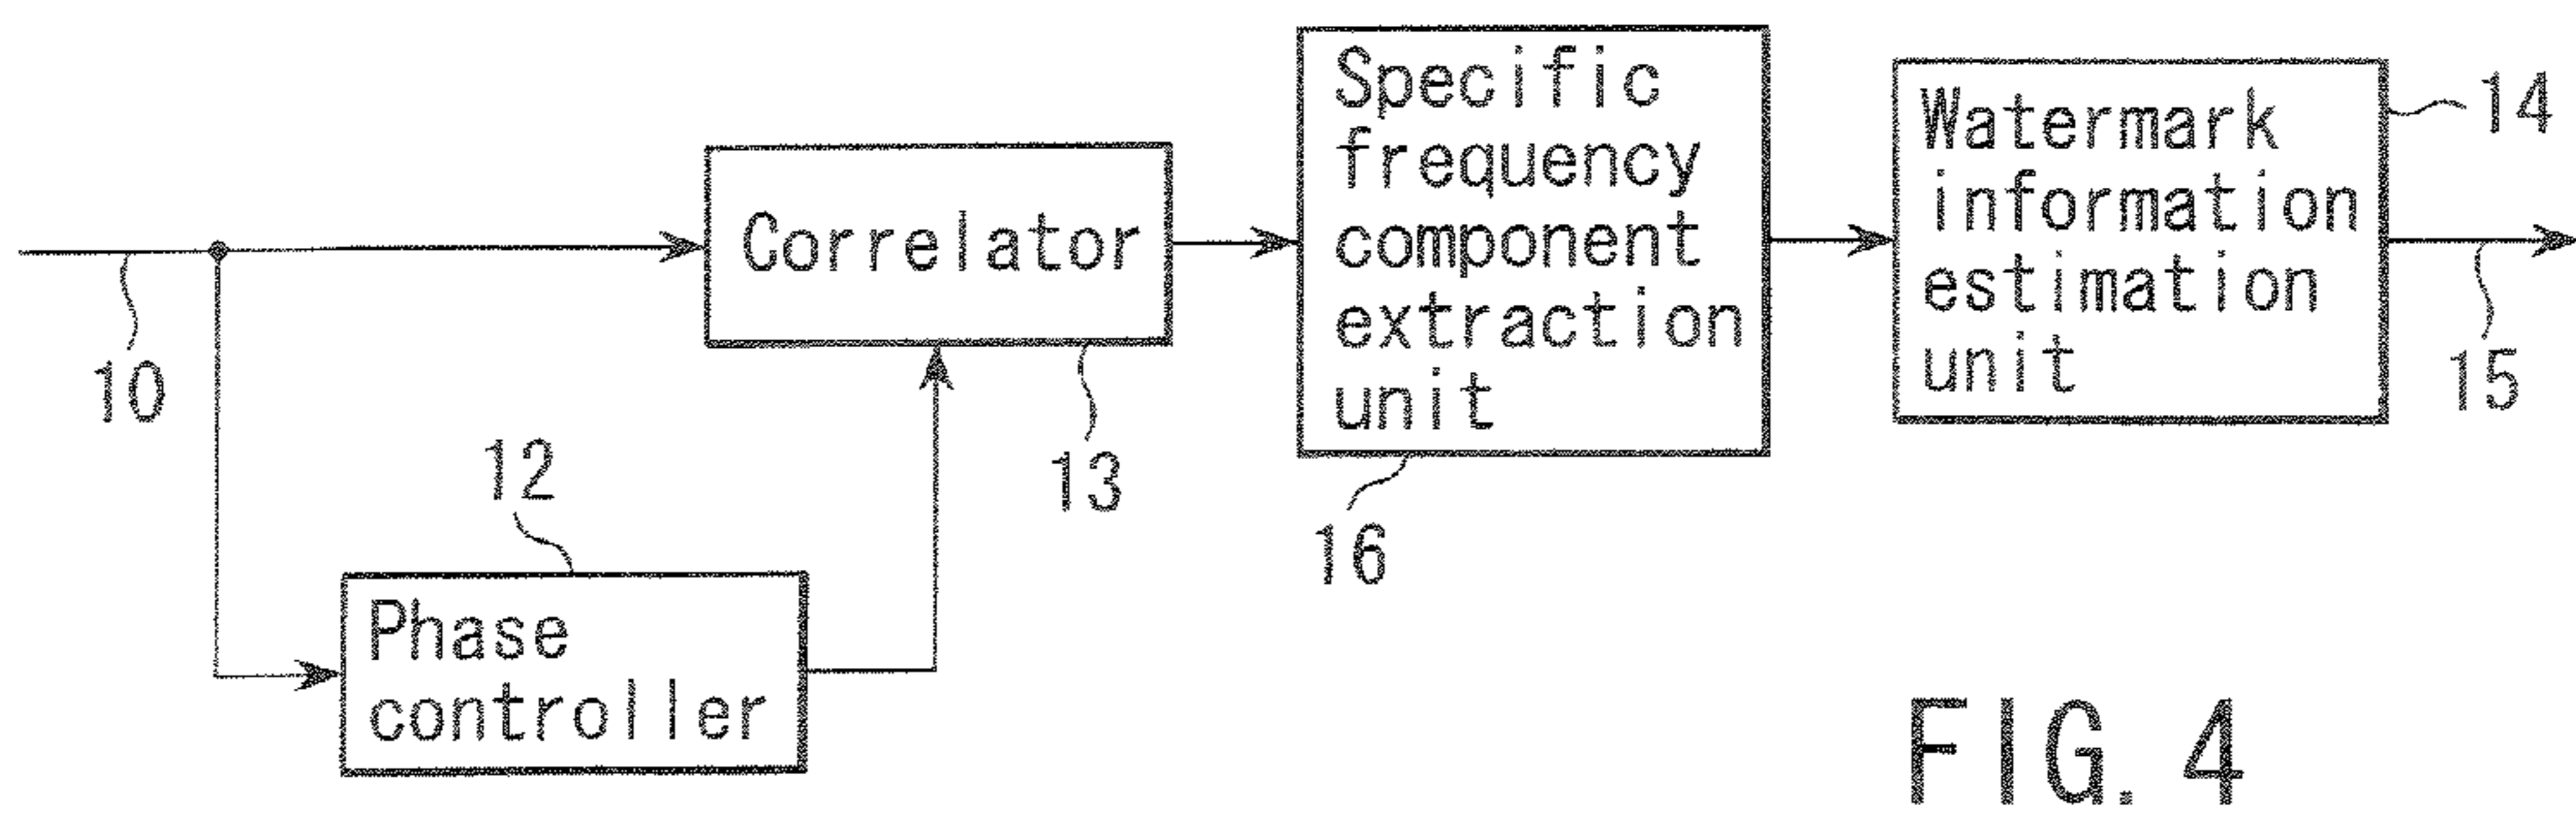 10
Correlator
13
Phase
controller
12
Specific
frequency
component
extraction
unit
16
Watermark
information
estimation
unit
14
15
FIG. 4